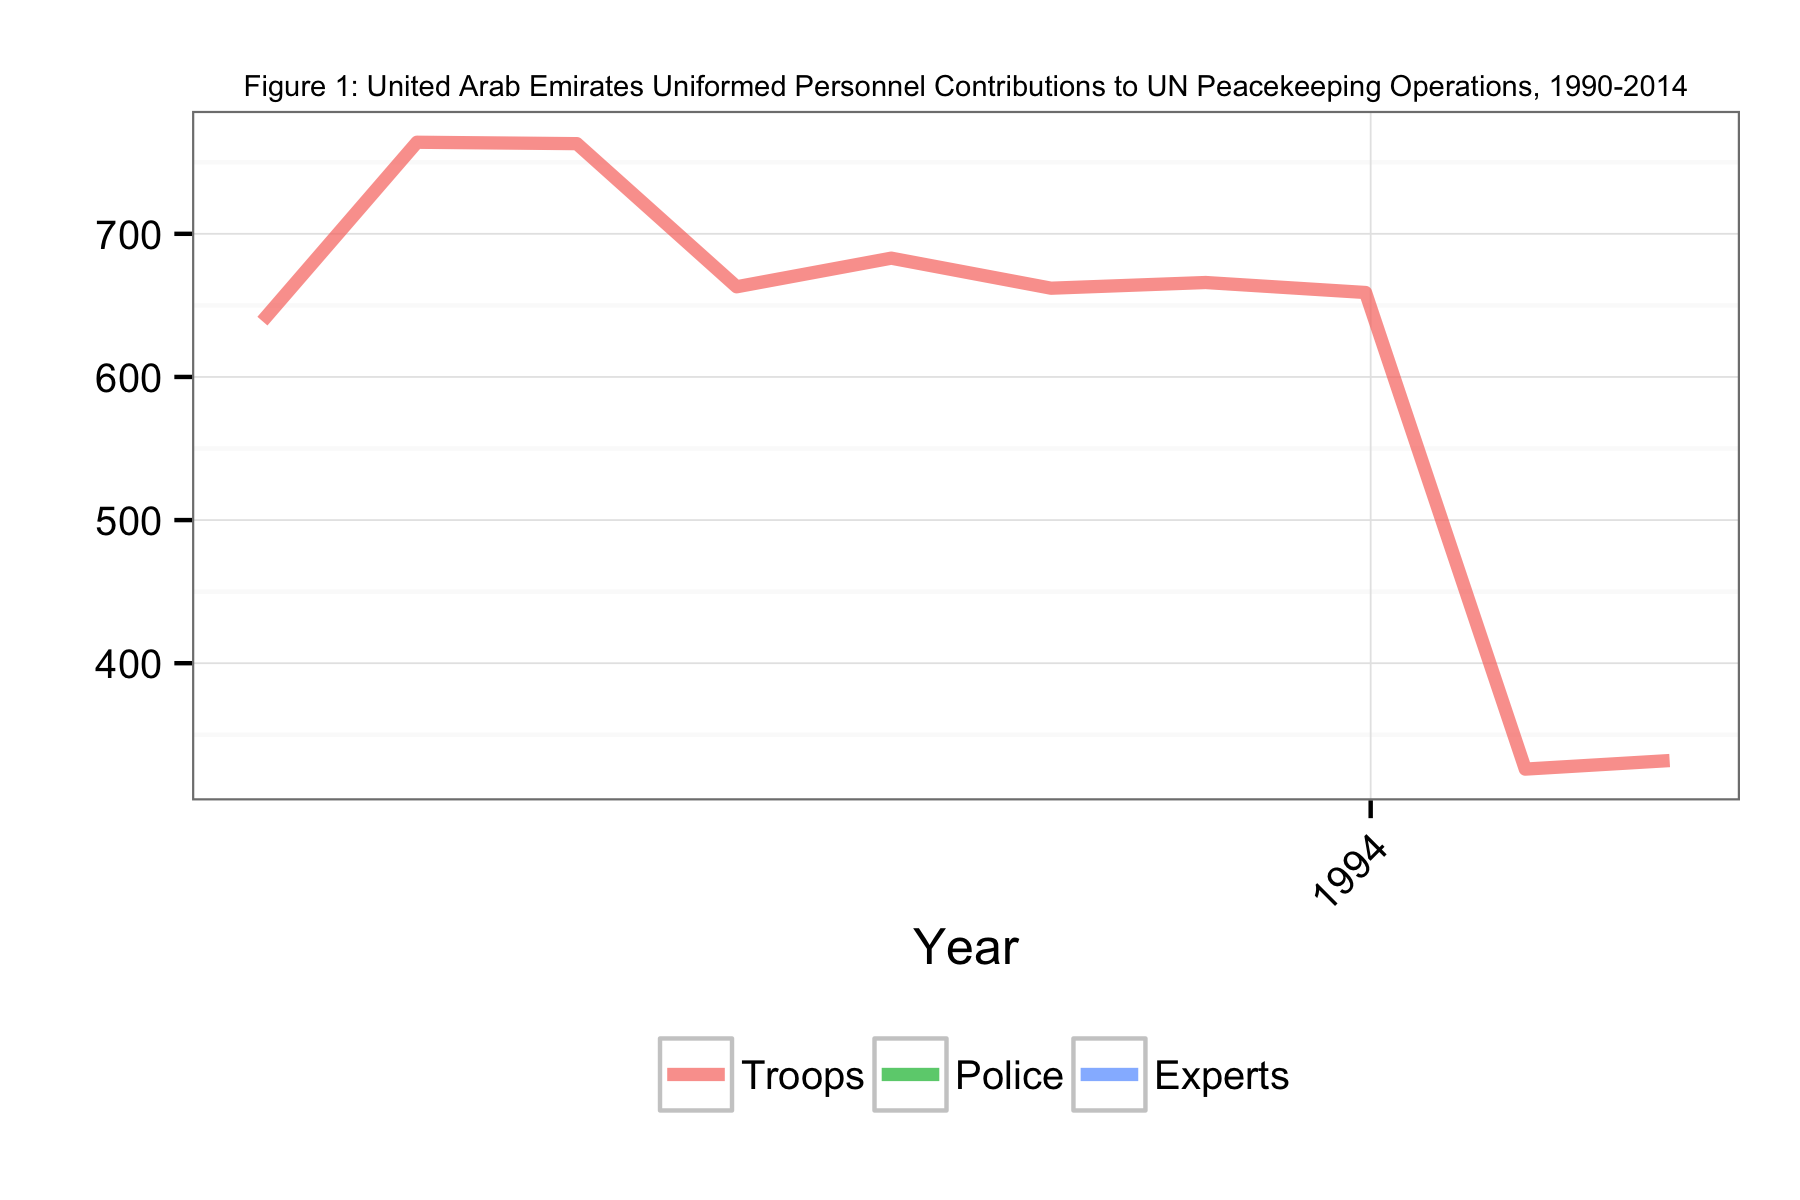 Figure 1: United Arab Emirates Uniformed Personnel Contributions to UN Peacekeeping Operations, 1990-2014
700
600
500
400
1994
Year
Troops Police Experts